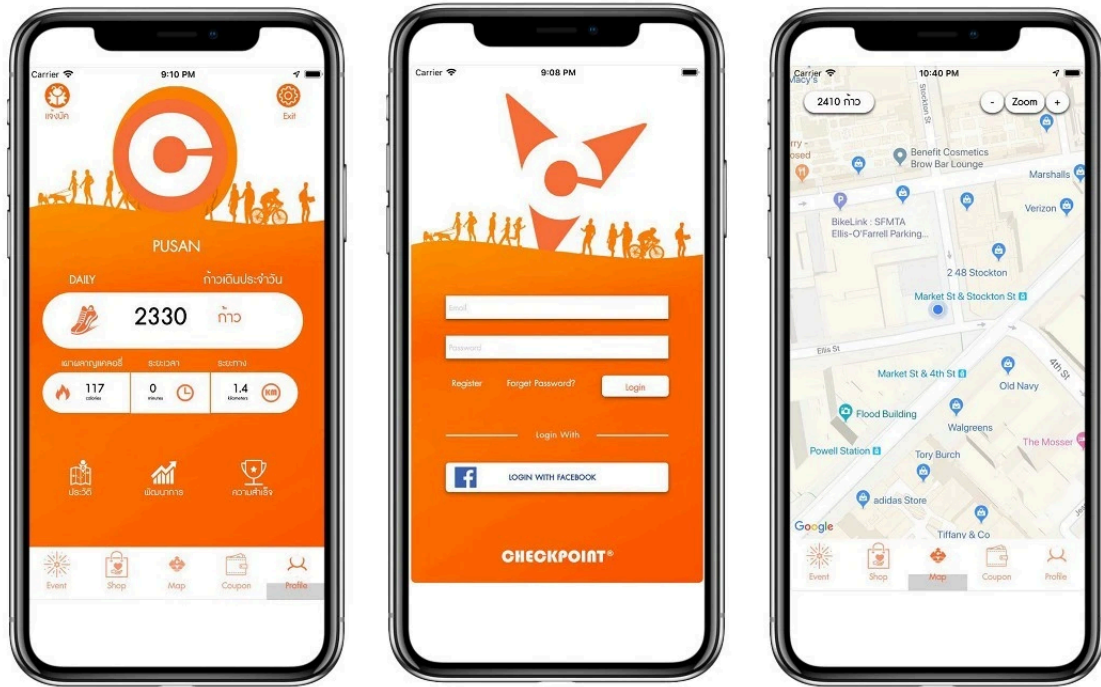 Carrier 9:10 PM
แจ้งบัค
Exit
PUSAN
DAILY ก้าวเดินประจำวัน
2330 ก้าว
เผาผลาญแคลอรี่ ระยะเวลา ระยะทาง
117 0 1.4
calories minutes kilometers KM
ประวัติ พัฒนาการ ความสำเร็จ
Event Shop Map Coupon Profile
Carrier 9:08 PM
Email
Password
Register Forget Password? Login
Login With
LOGIN WITH FACEBOOK
CHECKPOINT®
Carrier 10:40 PM
Macy's
2410 ก้าว
- Zoom +
Stockton St
Benefit Cosmetics
Brow Bar Lounge
Marshalls
BikeLink : SFMTA
Ellis-O'Farrell Parking...
Verizon
2 48 Stockton
Market St & Stockton St
Ellis St
4th St
Market St & 4th St
Old Navy
Flood Building
Walgreens
The Mosser
Powell Station
Tory Burch
adidas Store
Google
Tiffany & Co
Event Shop Map Coupon Profile